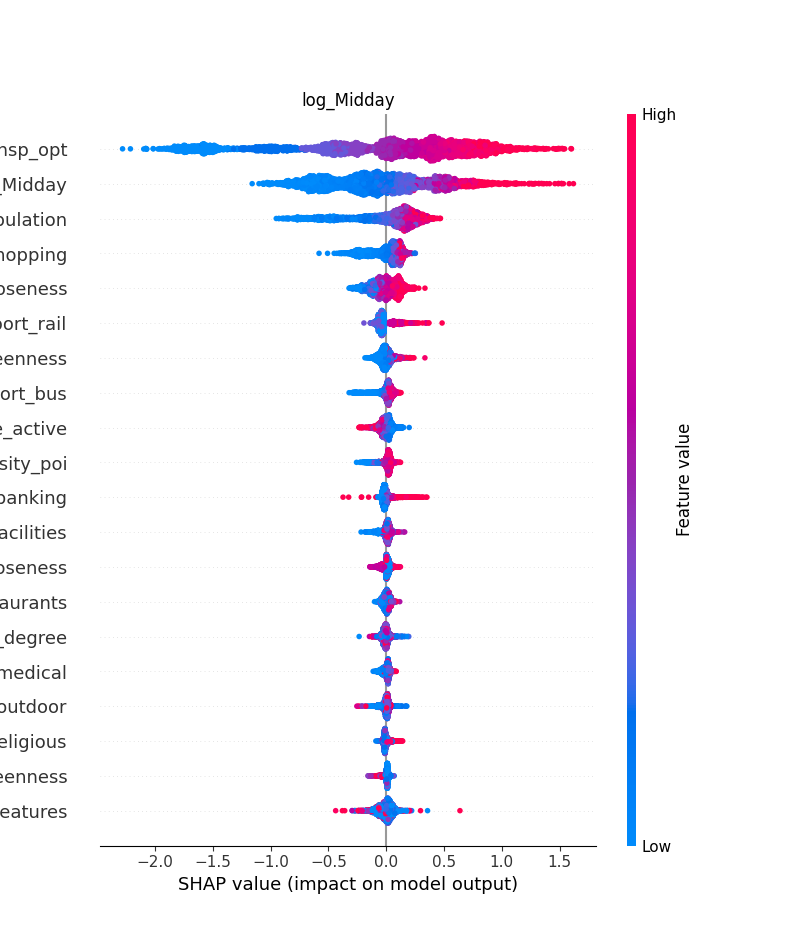 log_Midday
High
nsp_opt
_Midday
pulation
hopping
oseness
port_rail
eenness
ort_bus
e_active
sity_poi
banking
acilities
oseness
aurants
_degree
medical
outdoor
eligious
eenness
eatures
Feature value
Low
−2.0 −1.5 −1.0 −0.5 0.0 0.5 1.0 1.5
SHAP value (impact on model output)